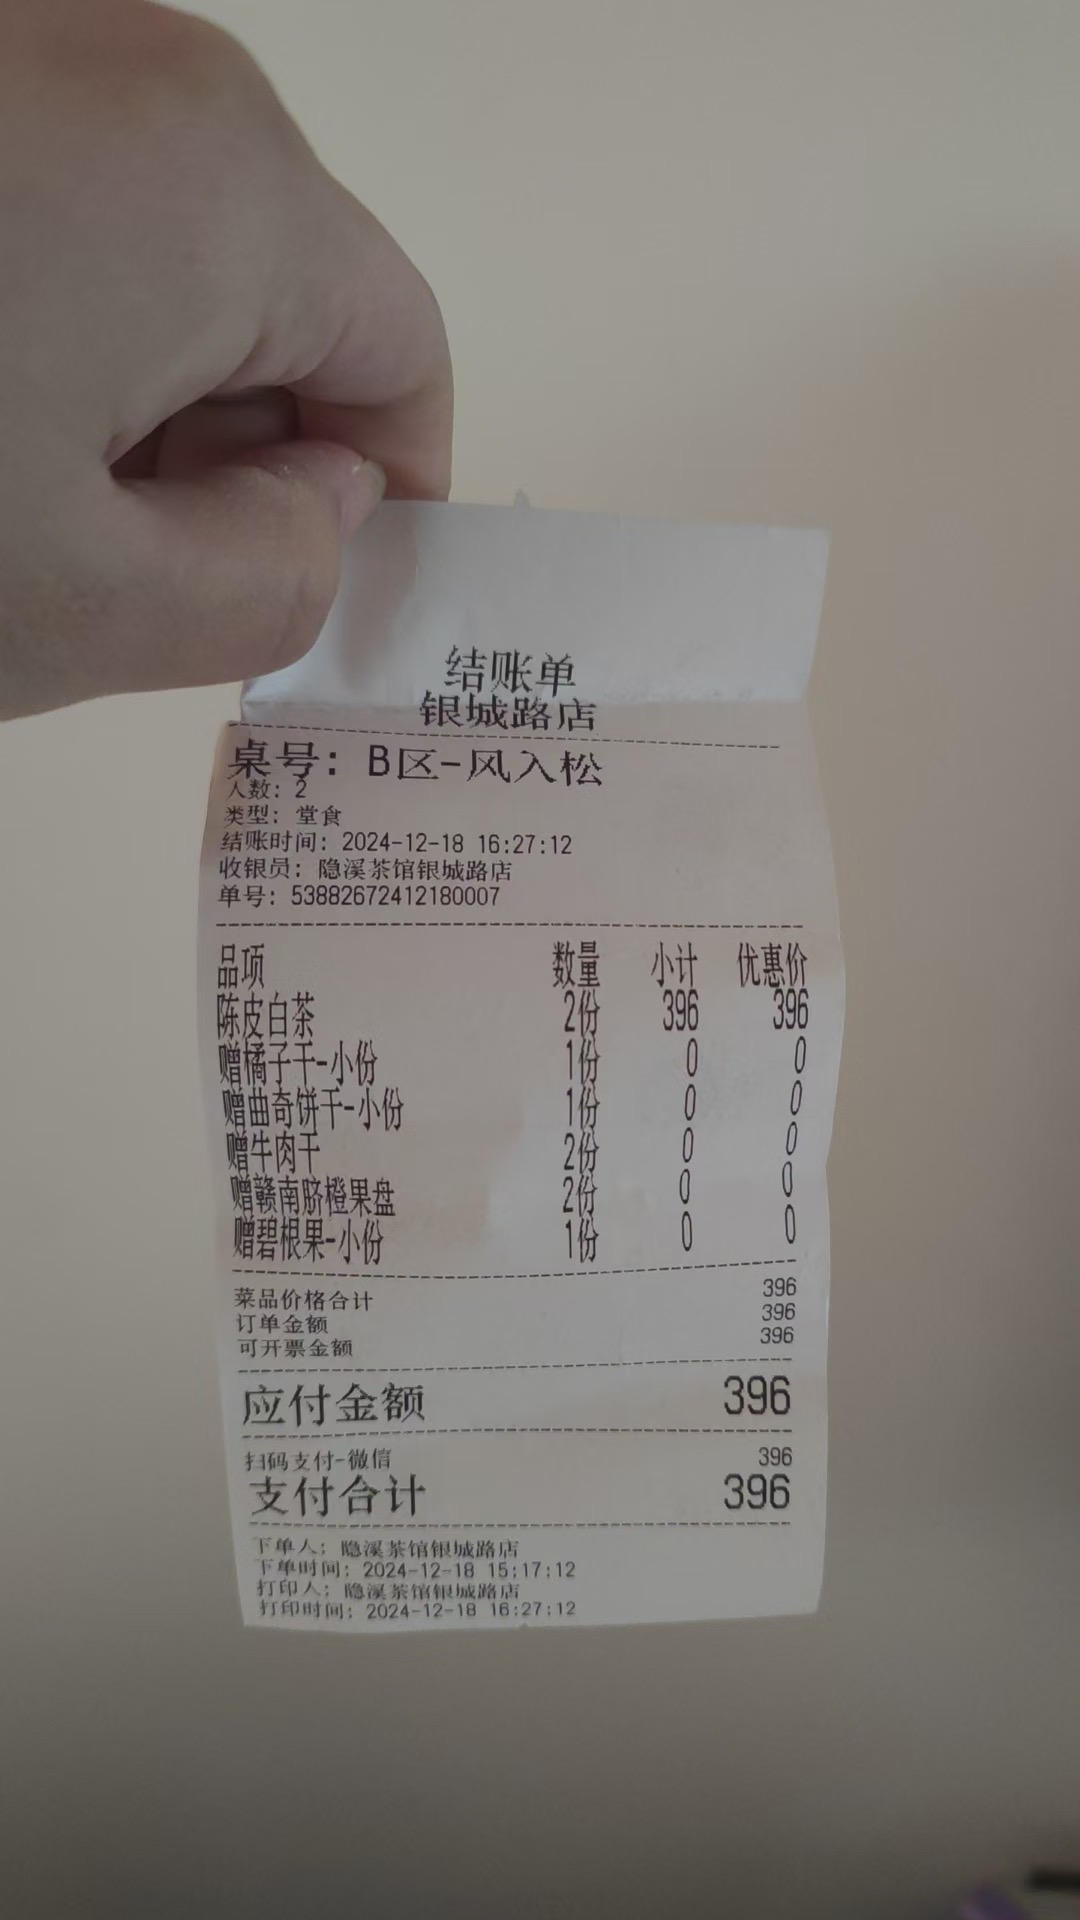 结账单
银城路店
桌号: B区-风入松
人数: 2
类型: 堂食
结账时间: 2024-12-18 16:27:12
收银员: 隐溪茶馆银城路店
单号: 53882672412180007
品项 数量 小计 优惠价
陈皮白茶 2份 396 396
赠橘子干-小份 1份 0 0
赠曲奇饼干-小份 1份 0 0
赠牛肉干 2份 0 0
赠赣南脐橙果盘 2份 0 0
赠碧根果-小份 1份 0 0
菜品价格合计 396
订单金额 396
可开票金额 396
应付金额 396
扫码支付-微信 396
支付合计 396
下单人: 隐溪茶馆银城路店
下单时间: 2024-12-18 15:17:12
打印人: 隐溪茶馆银城路店
打印时间: 2024-12-18 16:27:12